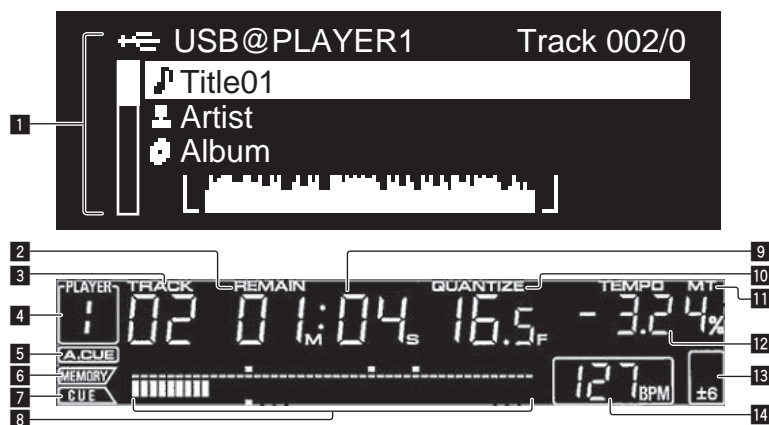 USB@PLAYER1 Track 002/0
Title01
1
Artist
Album
2 9
3 10
PLAYER TRACK REMAIN QUANTIZE TEMPO MT
11
4 1 02 01:04 16.5 -3.24%
M S F
12
5 A.CUE
6 MEMORY 13
7 CUE 127 BPM ±6
8 14